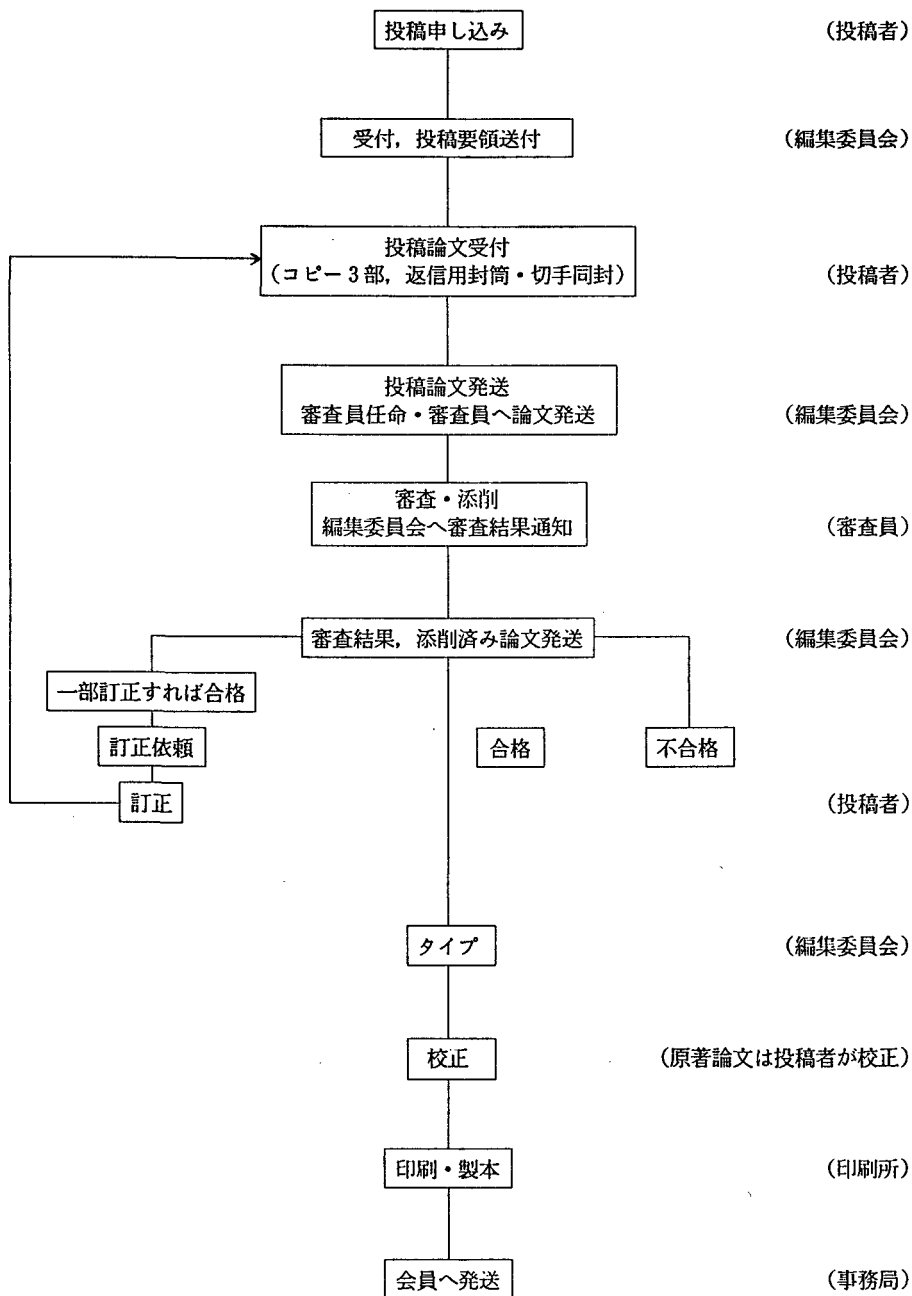 投稿申し込み (投稿者)
受付，投稿要領送付 (編集委員会)
投稿論文受付
(コピー3部，返信用封筒・切手同封) (投稿者)
投稿論文発送
審査員任命・審査員へ論文発送 (編集委員会)
審査・添削
編集委員会へ審査結果通知 (審査員)
審査結果，添削済み論文発送 (編集委員会)
一部訂正すれば合格
訂正依頼 合格 不合格
訂正 (投稿者)
タイプ (編集委員会)
校正 (原著論文は投稿者が校正)
印刷・製本 (印刷所)
会員へ発送 (事務局)